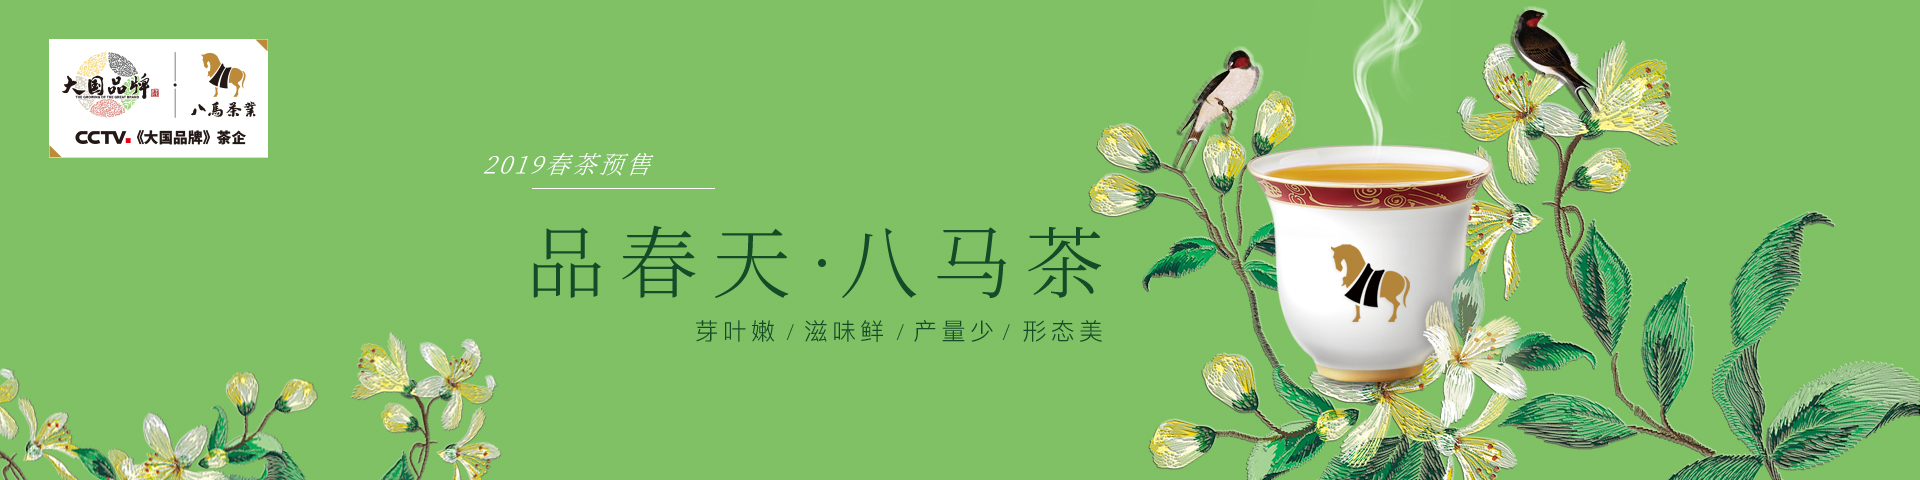 大国品牌
THE GROWING OF THE GREAT BRAND
八馬茶業
CCTV.《大国品牌》茶企
2019春茶预售
品春天·八马茶
芽叶嫩 / 滋味鲜 / 产量少 / 形态美